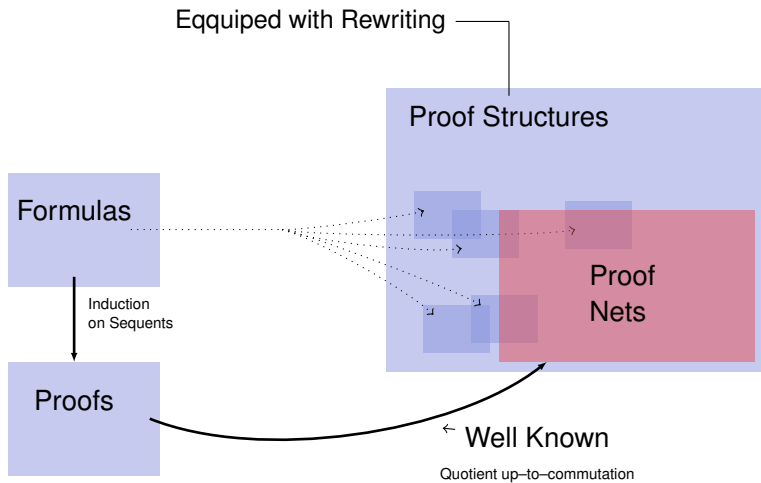 Eqquiped with Rewriting
Proof Structures
Formulas
Proof
Nets
Induction
on Sequents
Proofs
Well Known
Quotient up–to–commutation